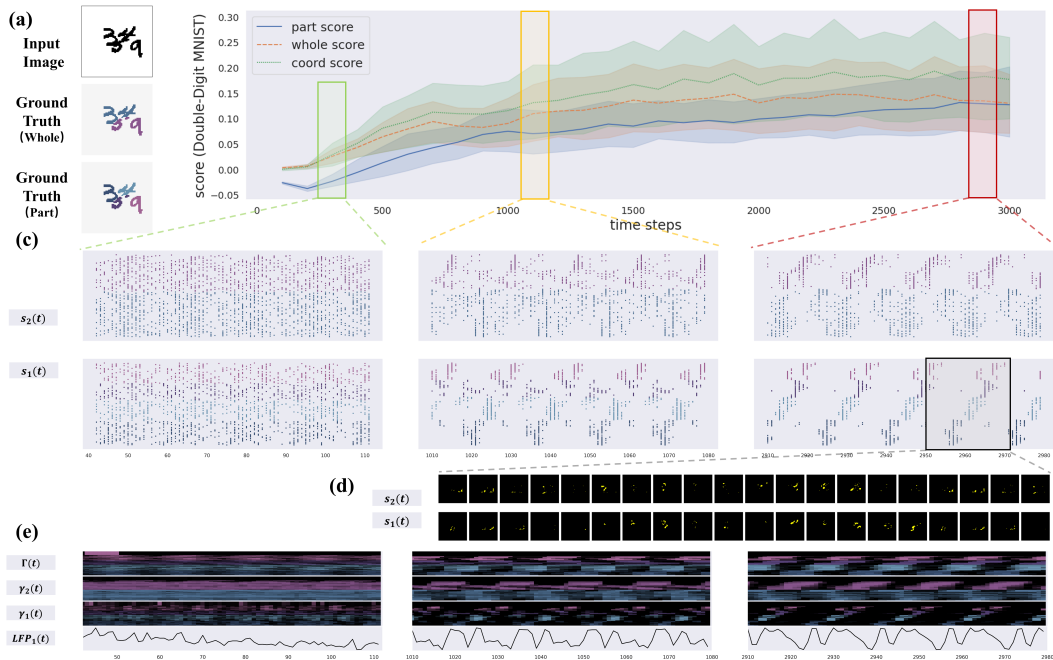 (a)
Input
Image
Ground
Truth
(Whole)
Ground
Truth
(Part)
score (Double-Digit MNIST)
0.30
0.25
0.20
0.15
0.10
0.05
0.00
−0.05
part score
whole score
coord score
0 500 1000 1500 2000 2500 3000
time steps
(c)
s₂(t)
s₁(t)
40 50 60 70 80 90 100 110
1010 1020 1030 1040 1050 1060 1070 1080
2910 2920 2930 2940 2950 2960 2970 2980
(d)
s₂(t)
s₁(t)
(e)
Γ(t)
γ₂(t)
γ₁(t)
LFP₁(t)
50 60 70 80 90 100 110
1010 1020 1030 1040 1050 1060 1070 1080
2910 2920 2930 2940 2950 2960 2970 2980